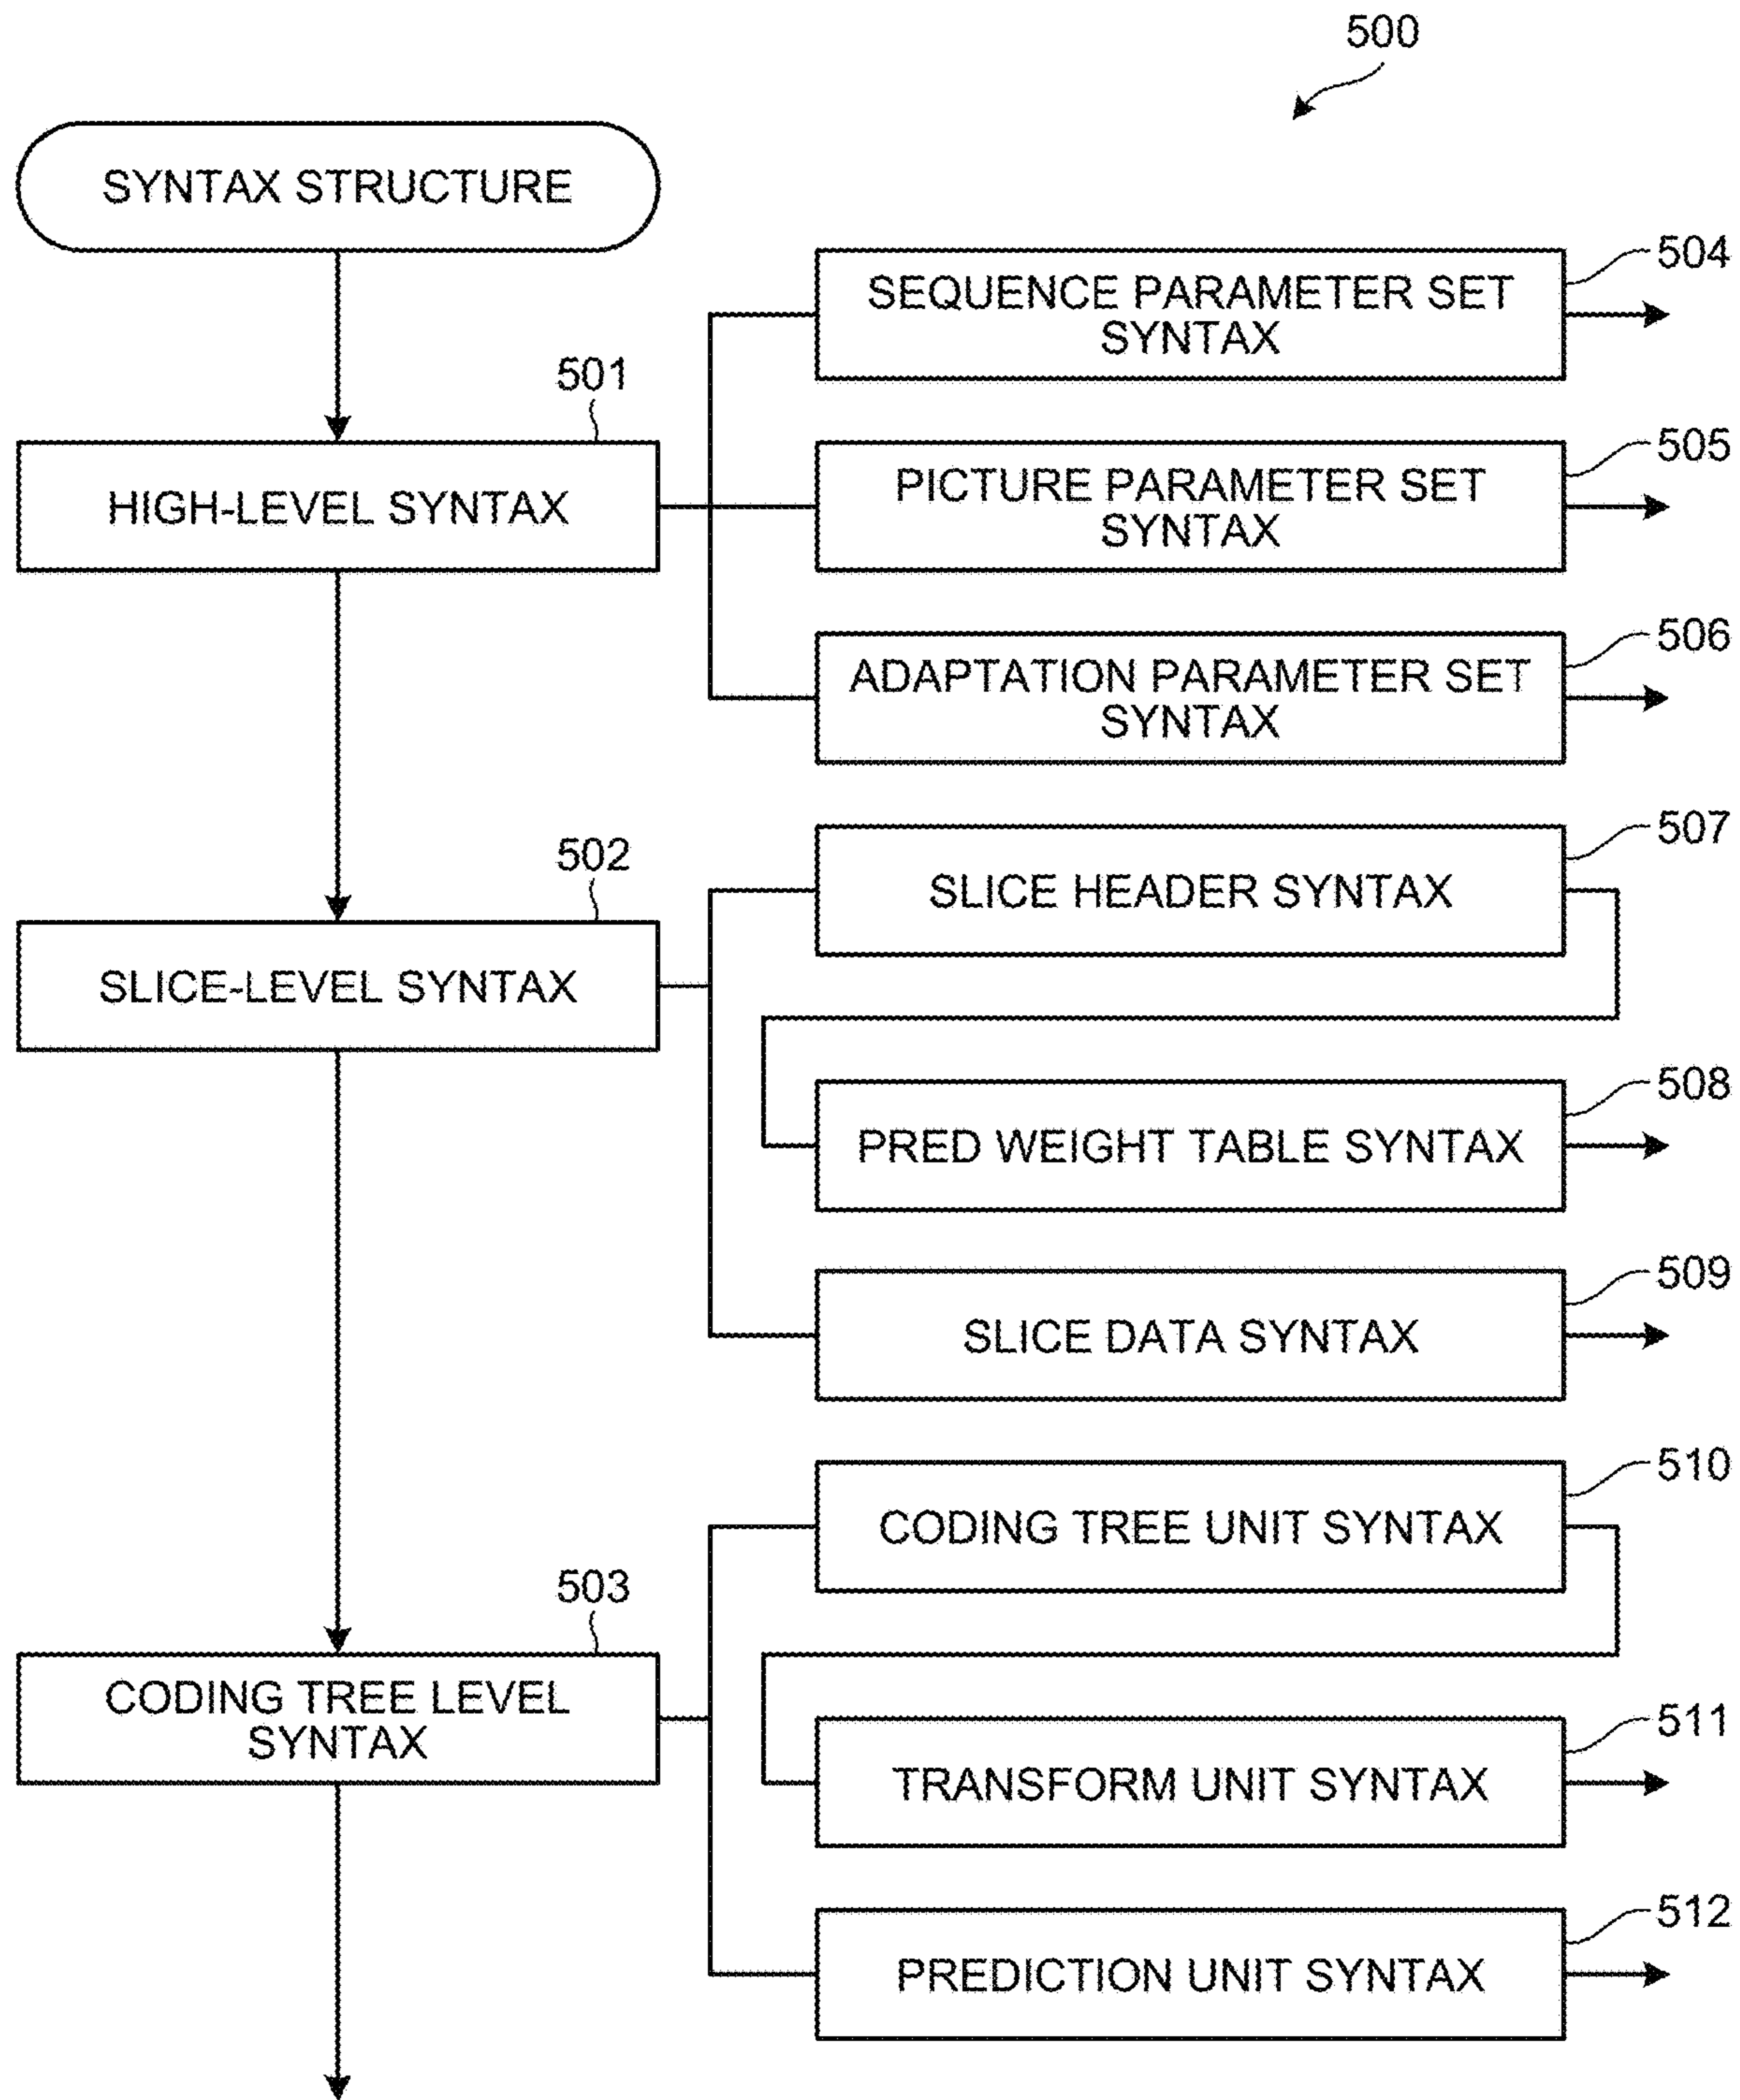 500
SYNTAX STRUCTURE
504
SEQUENCE PARAMETER SET
SYNTAX
501
HIGH-LEVEL SYNTAX
505
PICTURE PARAMETER SET
SYNTAX
506
ADAPTATION PARAMETER SET
SYNTAX
502
SLICE-LEVEL SYNTAX
507
SLICE HEADER SYNTAX
508
PRED WEIGHT TABLE SYNTAX
509
SLICE DATA SYNTAX
503
CODING TREE LEVEL
SYNTAX
510
CODING TREE UNIT SYNTAX
511
TRANSFORM UNIT SYNTAX
512
PREDICTION UNIT SYNTAX